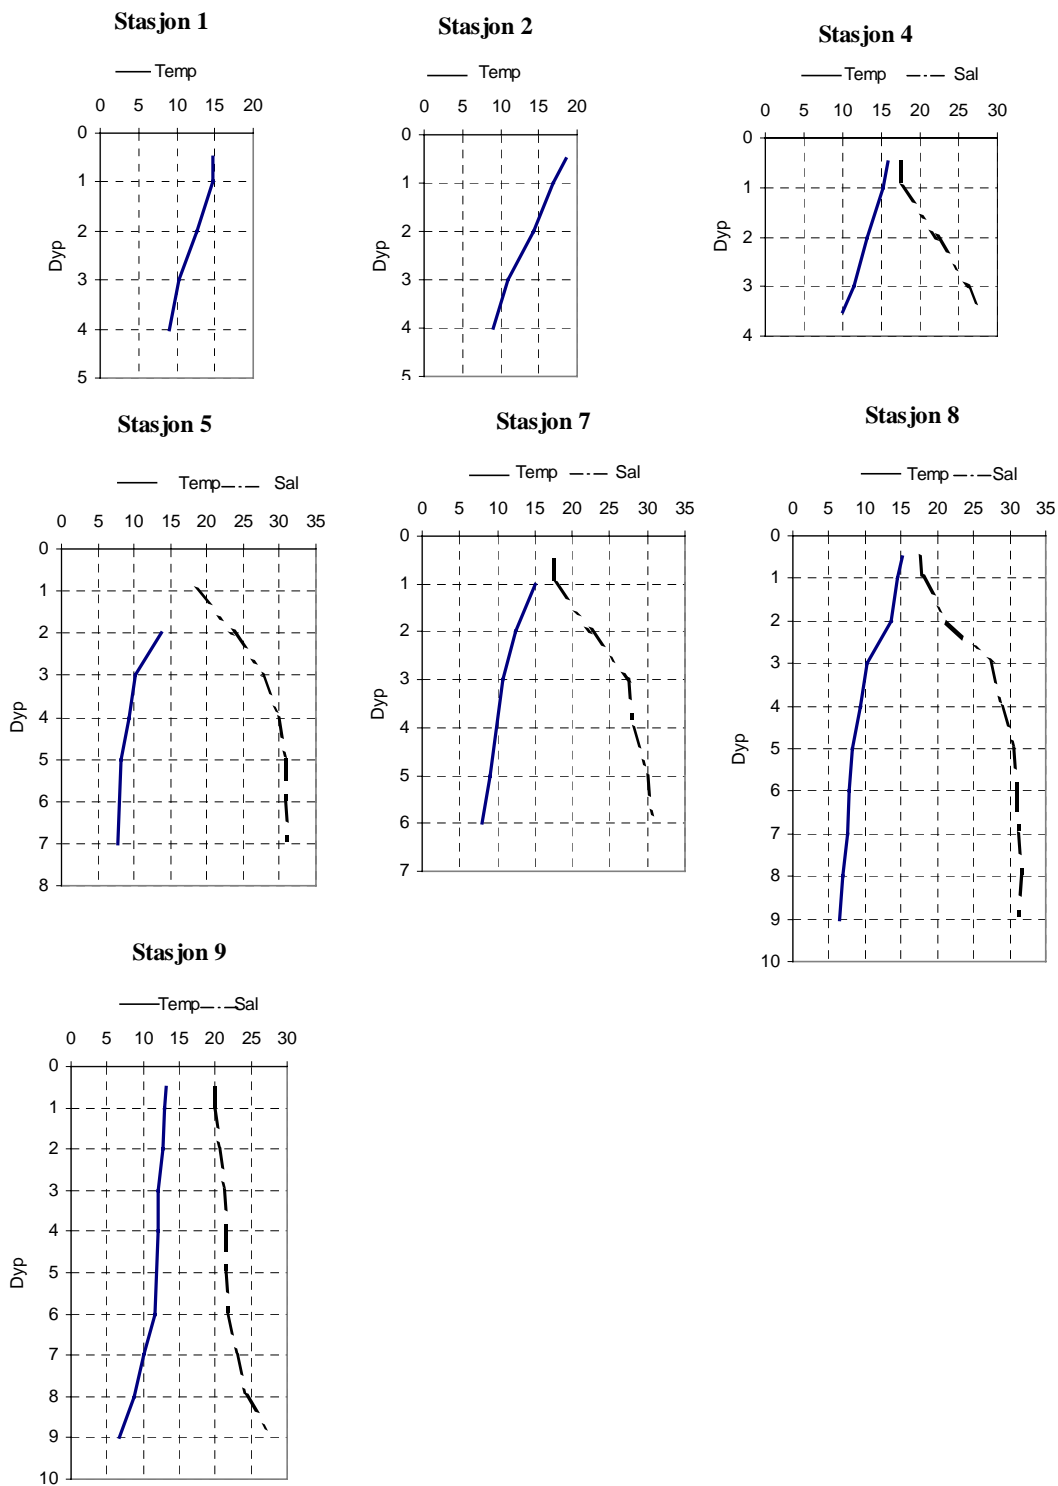 Stasjon 1
Temp
0 5 10 15 20
0
1
2
3
4
5
Dyp
Stasjon 2
Temp
0 5 10 15 20
0
1
2
3
4
5
Dyp
Stasjon 4
Temp Sal
0 5 10 15 20 25 30
0
1
2
3
4
Dyp
Stasjon 5
Temp Sal
0 5 10 15 20 25 30 35
0
1
2
3
4
5
6
7
8
Dyp
Stasjon 7
Temp Sal
0 5 10 15 20 25 30 35
0
1
2
3
4
5
6
7
Dyp
Stasjon 8
Temp Sal
0 5 10 15 20 25 30 35
0
1
2
3
4
5
6
7
8
9
10
Dyp
Stasjon 9
Temp Sal
0 5 10 15 20 25 30
0
1
2
3
4
5
6
7
8
9
10
Dyp